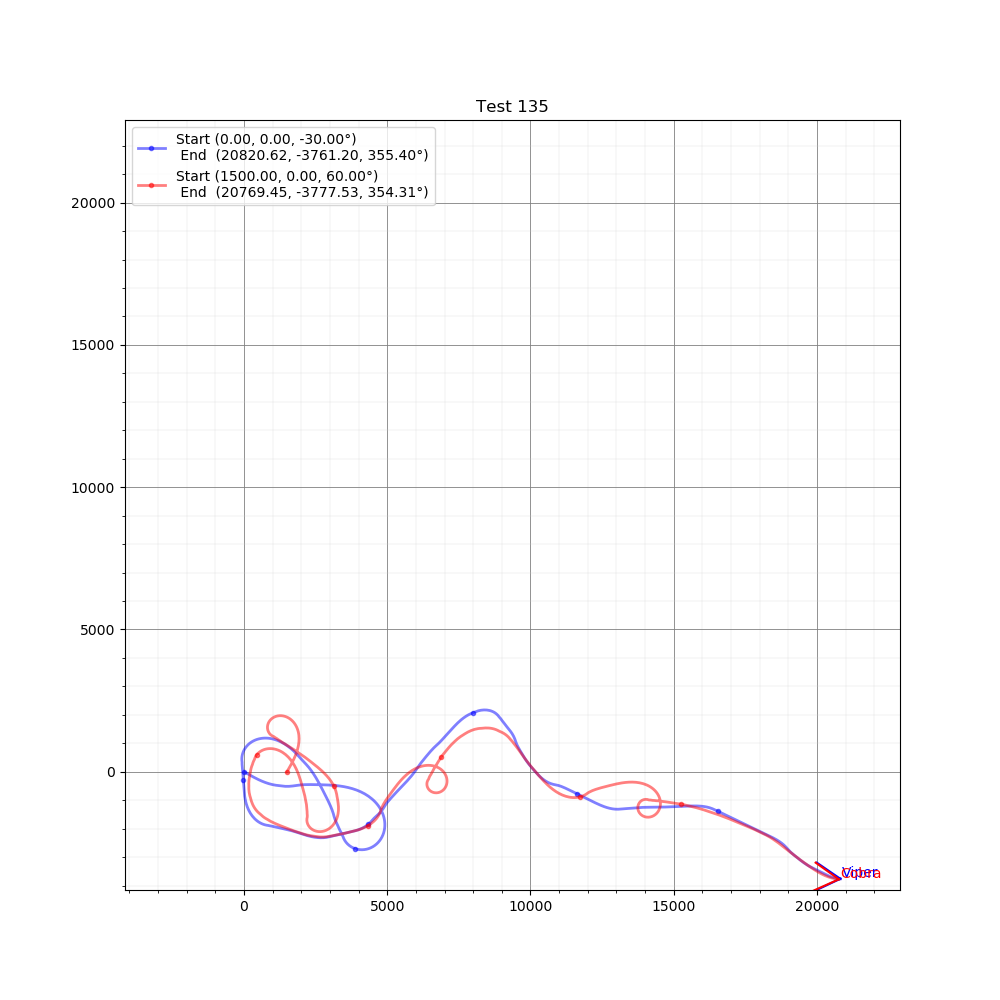 Test 135
Start (0.00, 0.00, -30.00°)
End (20820.62, -3761.20, 355.40°)
Start (1500.00, 0.00, 60.00°)
End (20769.45, -3777.53, 354.31°)
20000
15000
10000
5000
0
Viper
Cobra
0
5000
10000
15000
20000